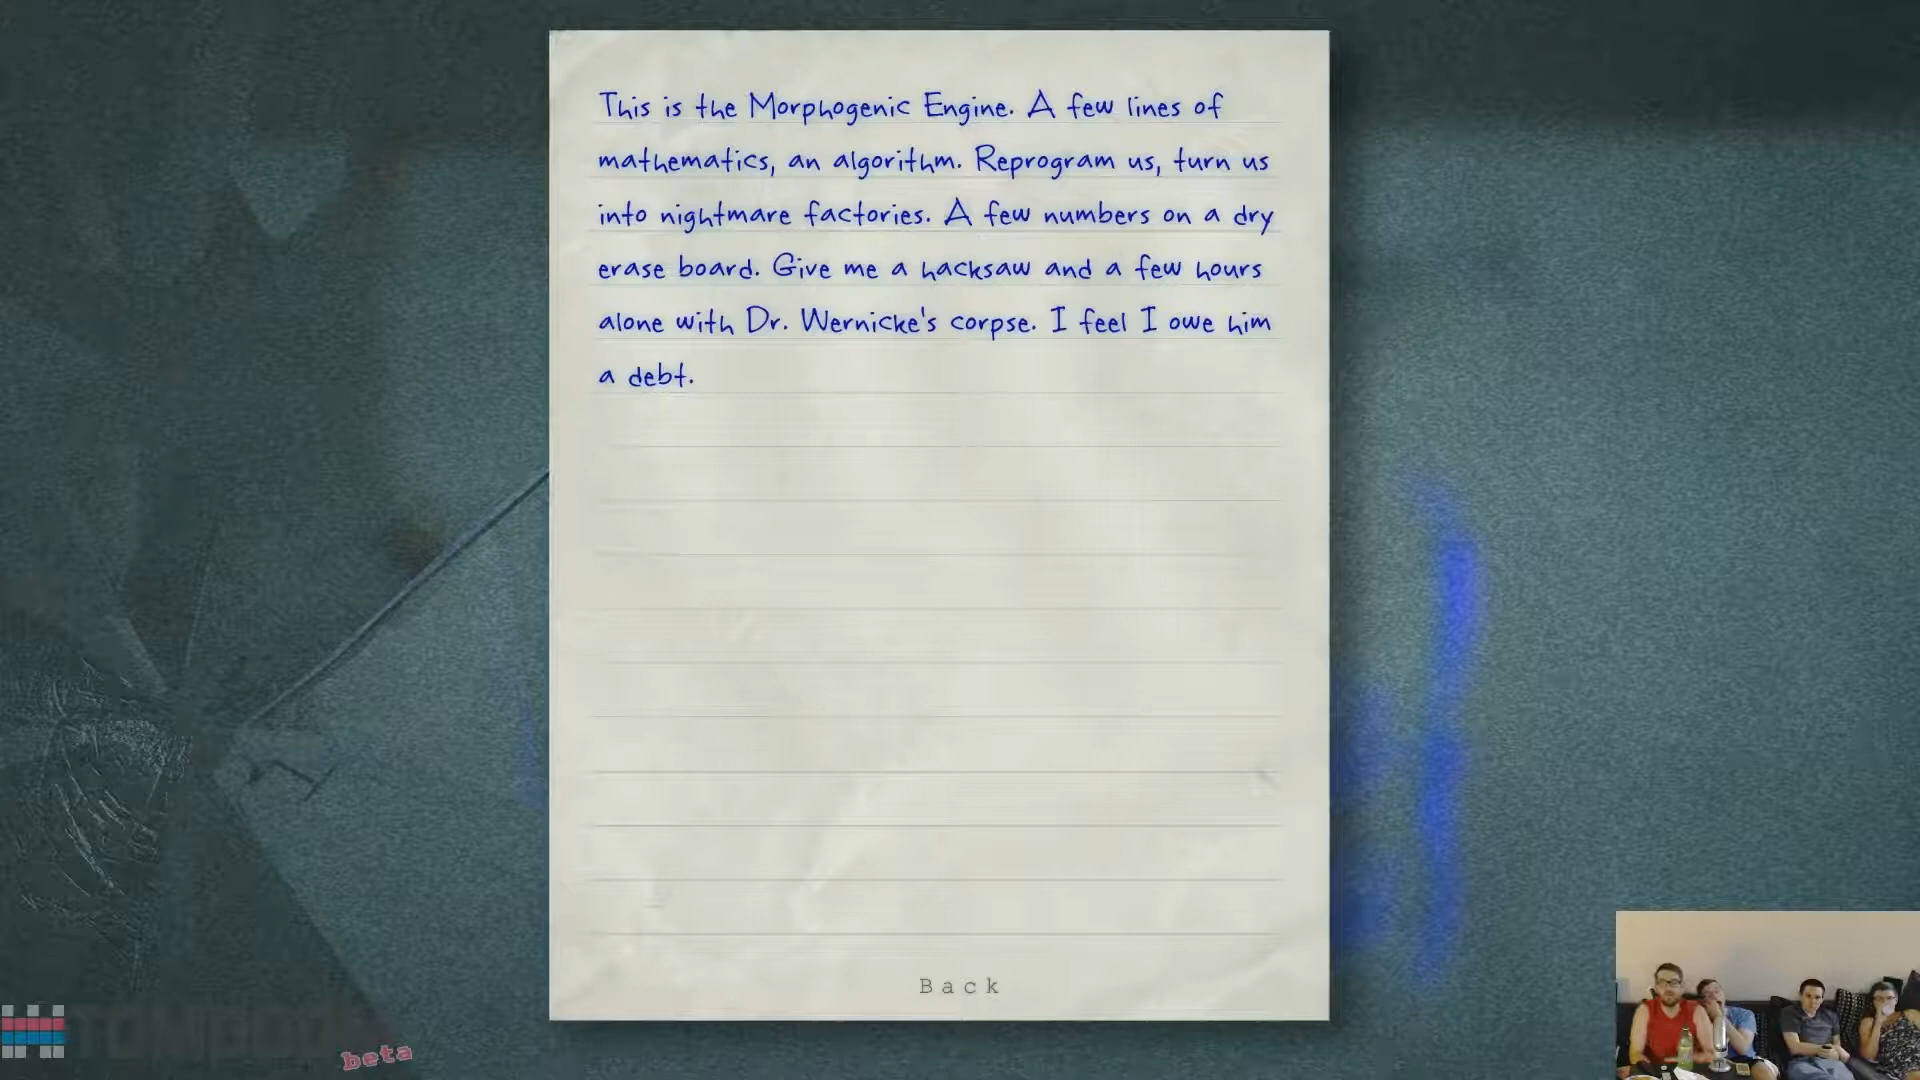 This is the Morphogenic Engine. A few lines of
mathematics, an algorithm. Reprogram us, turn us
into nightmare factories. A few numbers on a dry
erase board. Give me a hacksaw and a few hours
alone with Dr. Wernicke's corpse. I feel I owe him
a debt.
Back
beta